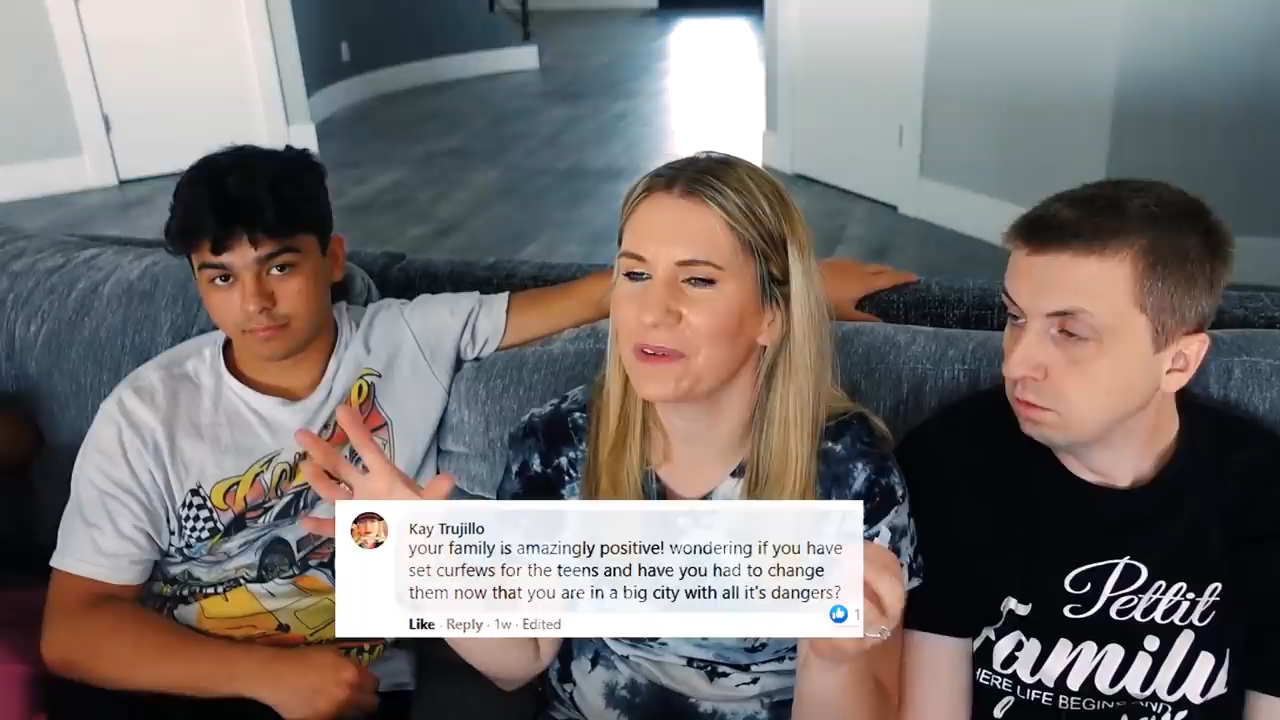 Kay Trujillo
your family is amazingly positive! wondering if you have
set curfews for the teens and have you had to change
them now that you are in a big city with all it's dangers?
1
Like · Reply · 1w · Edited
Pettit
Family
HERE LIFE BEGINS AND